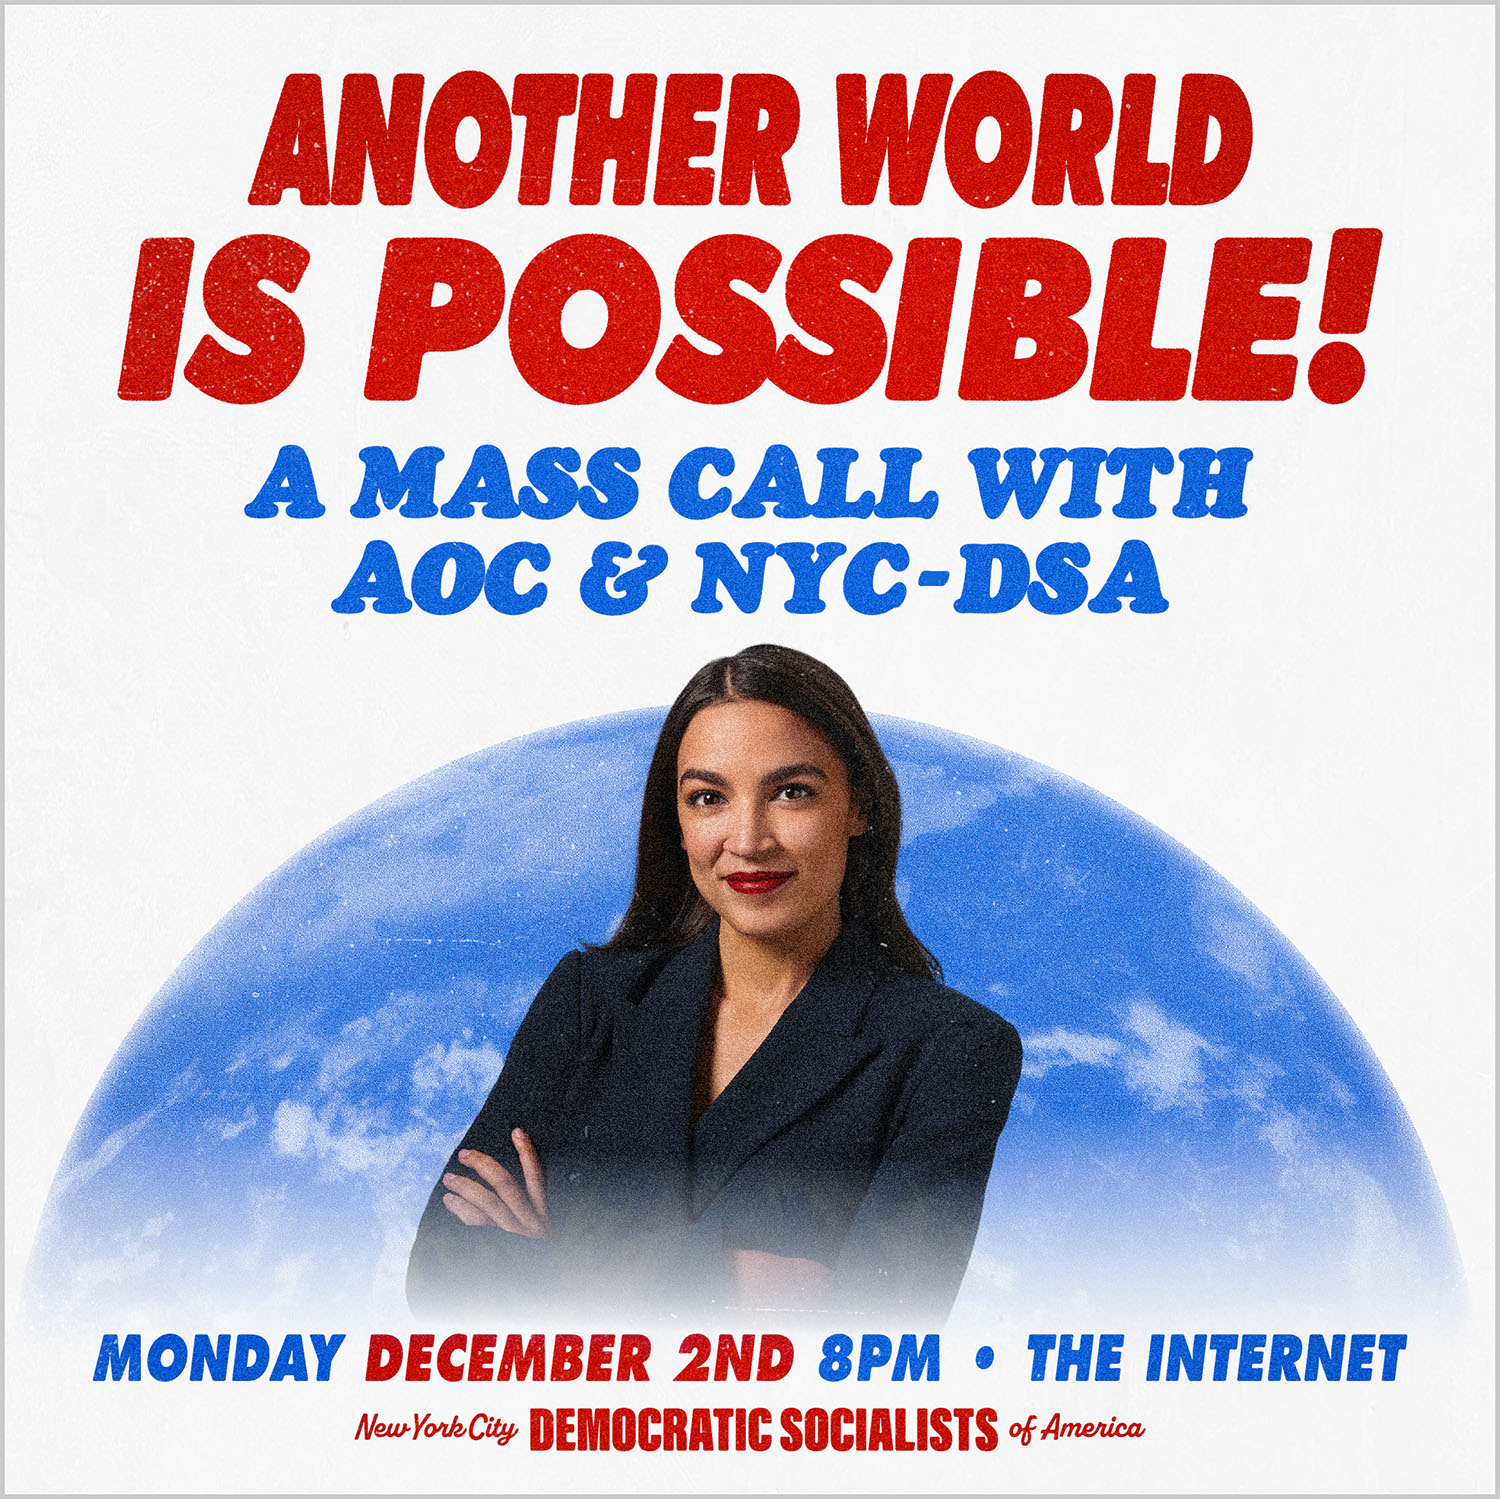 ANOTHER WORLD
IS POSSIBLE!
A MASS CALL WITH
AOC & NYC-DSA
MONDAY DECEMBER 2ND 8PM • THE INTERNET
New York City DEMOCRATIC SOCIALISTS of America